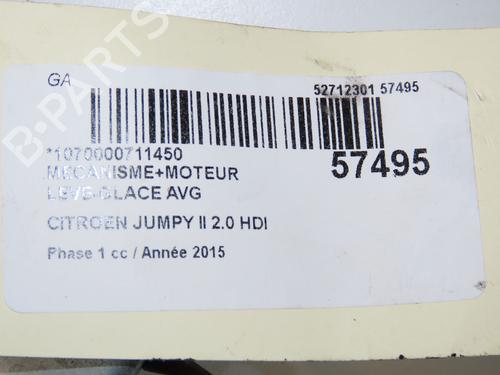 GA
52712301 57495
*1070000711450
57495
MECANISME+MOTEUR
LEVE-GLACE AVG
CITROEN JUMPY II 2.0 HDI
Phase 1 cc / Année 2015
B-PARTS